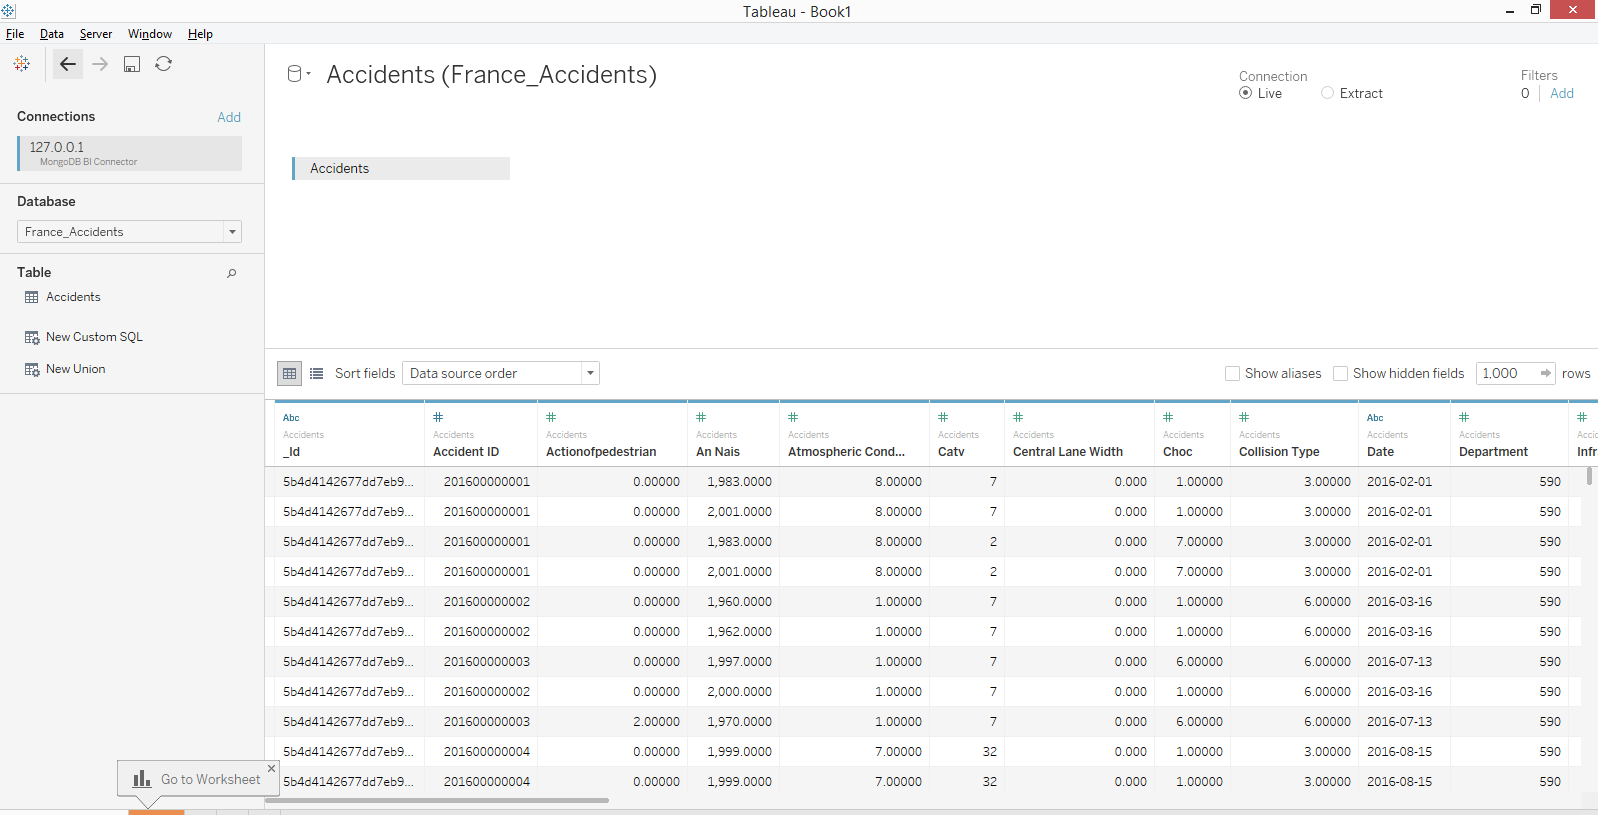 Tableau - Book1
File Data Server Window Help
Connections Add
127.0.0.1
MongoDB BI Connector
Database
France_Accidents
Table
Accidents
New Custom SQL
New Union
Accidents (France_Accidents)
Connection
Live Extract
Filters
0 Add
Accidents
Sort fields Data source order Show aliases Show hidden fields 1,000 rows
Abc # # # # # # # # Abc # #
Accidents Accidents Accidents Accidents Accidents Accidents Accidents Accidents Accidents Accidents Accidents Accid
_Id Accident ID Actionofpedestrian An Nais Atmospheric Cond... Catv Central Lane Width Choc Collision Type Date Department Infr
5b4d4142677dd7eb9... 201600000001 0.00000 1,983.0000 8.00000 7 0.000 1.00000 3.00000 2016-02-01 590
5b4d4142677dd7eb9... 201600000001 0.00000 2,001.0000 8.00000 7 0.000 1.00000 3.00000 2016-02-01 590
5b4d4142677dd7eb9... 201600000001 0.00000 1,983.0000 8.00000 2 0.000 7.00000 3.00000 2016-02-01 590
5b4d4142677dd7eb9... 201600000001 0.00000 2,001.0000 8.00000 2 0.000 7.00000 3.00000 2016-02-01 590
5b4d4142677dd7eb9... 201600000002 0.00000 1,960.0000 1.00000 7 0.000 1.00000 6.00000 2016-03-16 590
5b4d4142677dd7eb9... 201600000002 0.00000 1,962.0000 1.00000 7 0.000 1.00000 6.00000 2016-03-16 590
5b4d4142677dd7eb9... 201600000003 0.00000 1,997.0000 1.00000 7 0.000 6.00000 6.00000 2016-07-13 590
5b4d4142677dd7eb9... 201600000002 0.00000 2,000.0000 1.00000 7 0.000 1.00000 6.00000 2016-03-16 590
5b4d4142677dd7eb9... 201600000003 2.00000 1,970.0000 1.00000 7 0.000 6.00000 6.00000 2016-07-13 590
5b4d4142677dd7eb9... 201600000004 0.00000 1,999.0000 7.00000 32 0.000 1.00000 3.00000 2016-08-15 590
5b4d4142677dd7eb9... 201600000004 0.00000 1,999.0000 7.00000 32 0.000 1.00000 3.00000 2016-08-15 590
Go to Worksheet